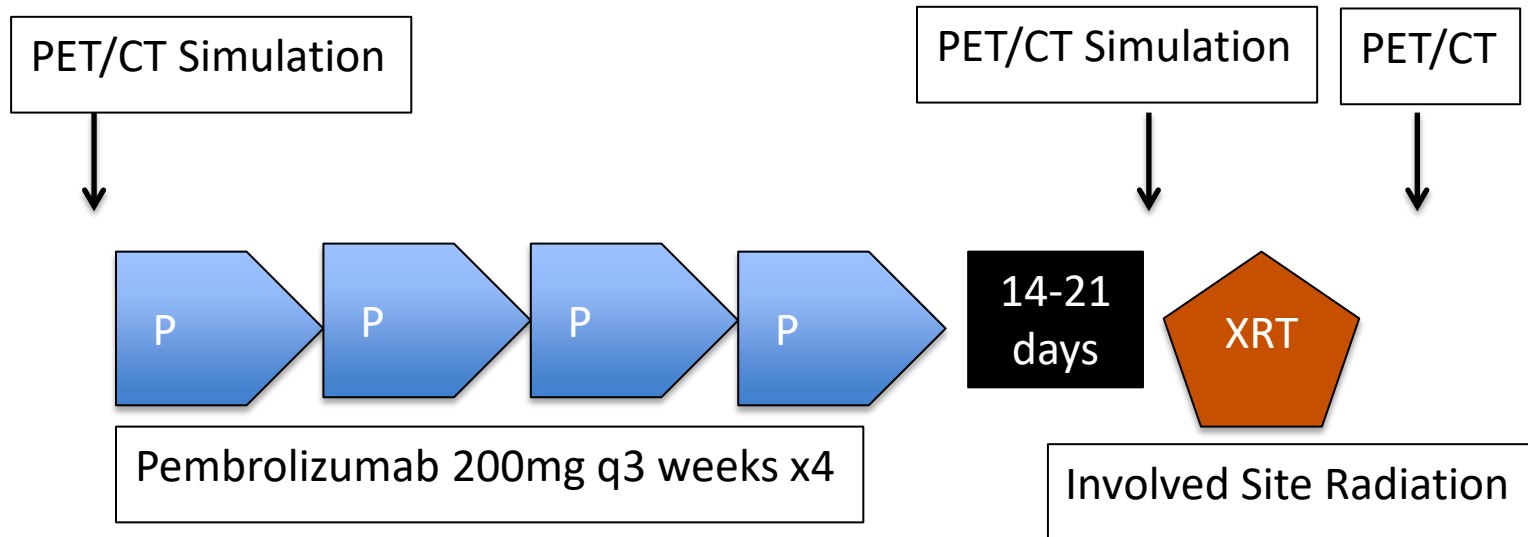 PET/CT Simulation
PET/CT Simulation
PET/CT
P
P
P
P
14-21
days
XRT
Pembrolizumab 200mg q3 weeks x4
Involved Site Radiation